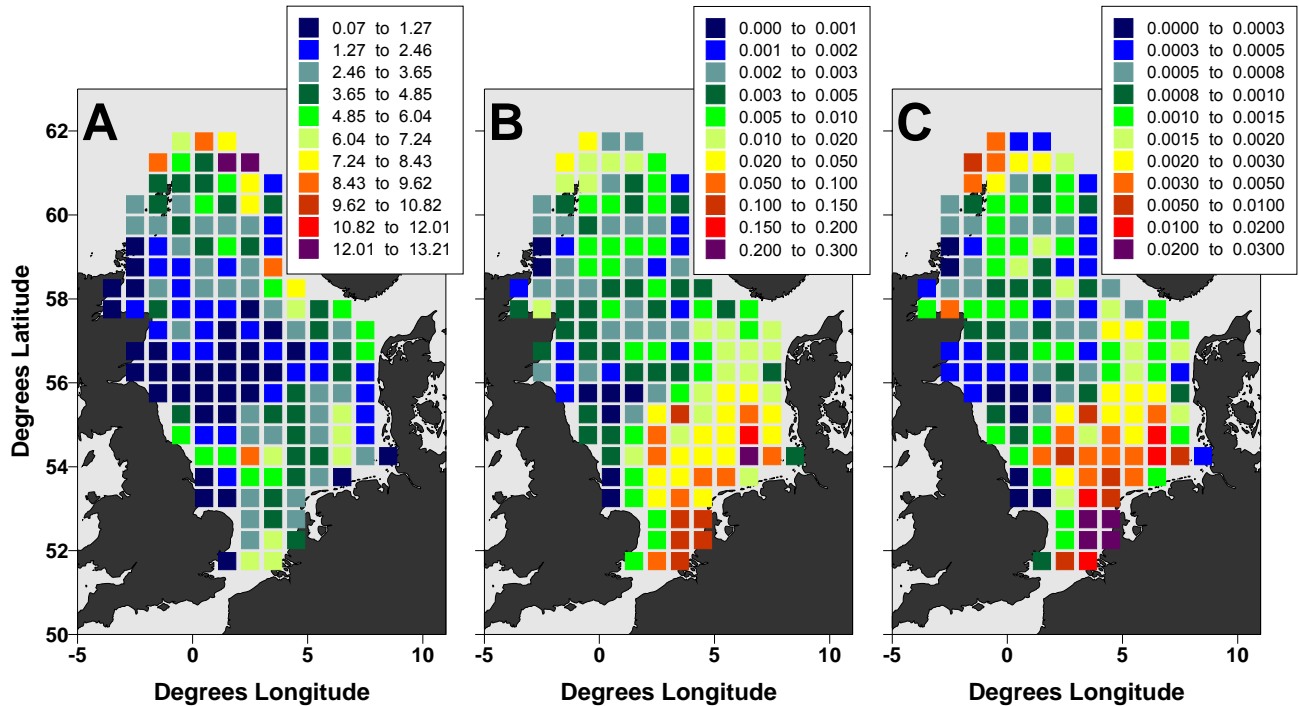 A
0.07 to 1.27
1.27 to 2.46
2.46 to 3.65
3.65 to 4.85
4.85 to 6.04
6.04 to 7.24
7.24 to 8.43
8.43 to 9.62
9.62 to 10.82
10.82 to 12.01
12.01 to 13.21
B
0.000 to 0.001
0.001 to 0.002
0.002 to 0.003
0.003 to 0.005
0.005 to 0.010
0.010 to 0.020
0.020 to 0.050
0.050 to 0.100
0.100 to 0.150
0.150 to 0.200
0.200 to 0.300
C
0.0000 to 0.0003
0.0003 to 0.0005
0.0005 to 0.0008
0.0008 to 0.0010
0.0010 to 0.0015
0.0015 to 0.0020
0.0020 to 0.0030
0.0030 to 0.0050
0.0050 to 0.0100
0.0100 to 0.0200
0.0200 to 0.0300
Degrees Latitude
62
60
58
56
54
52
50
-5 0 5 10
-5 0 5 10
-5 0 5 10
Degrees Longitude
Degrees Longitude
Degrees Longitude